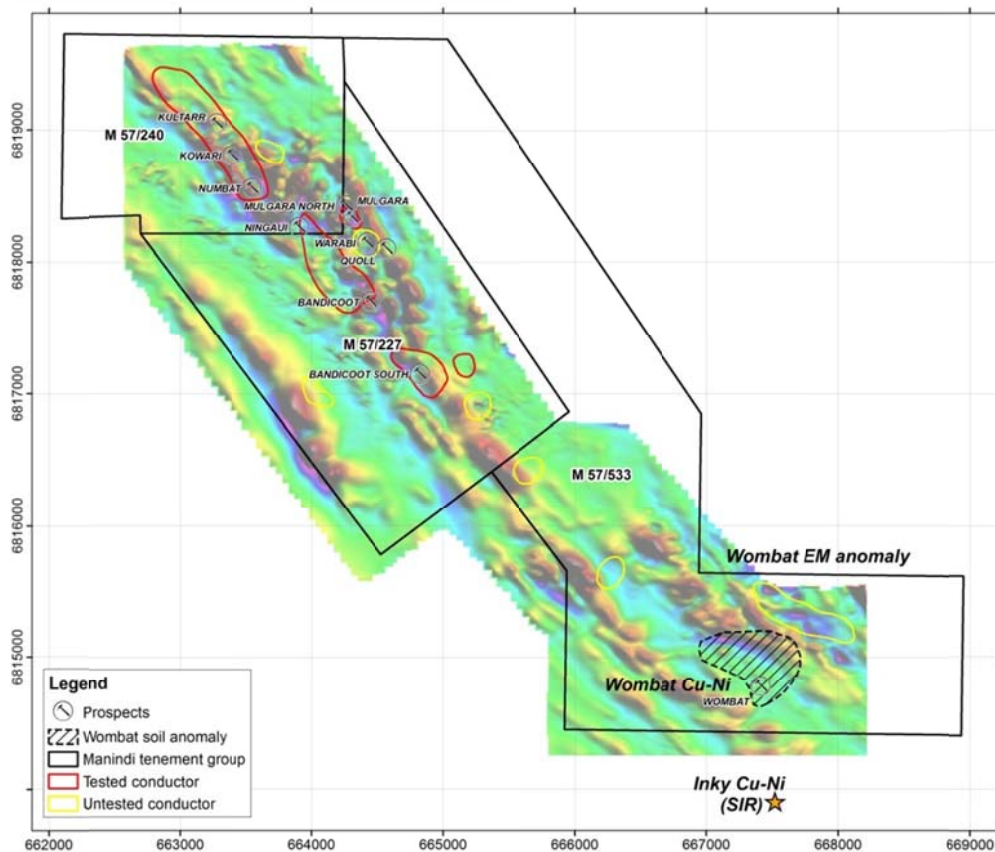 6819000
6818000
6817000
6816000
6815000
KULTARR
M 57/240
KOWARI
NUMBAT
MULGARA NORTH
MULGARA
NINGAUI
WARABI
QUOLL
BANDICOOT
M 57/227
BANDICOOT SOUTH
M 57/533
Wombat EM anomaly
Wombat Cu-Ni
WOMBAT
Inky Cu-Ni
(SIR)
Legend
Prospects
Wombat soil anomaly
Manindi tenement group
Tested conductor
Untested conductor
662000 663000 664000 665000 666000 667000 668000 669000